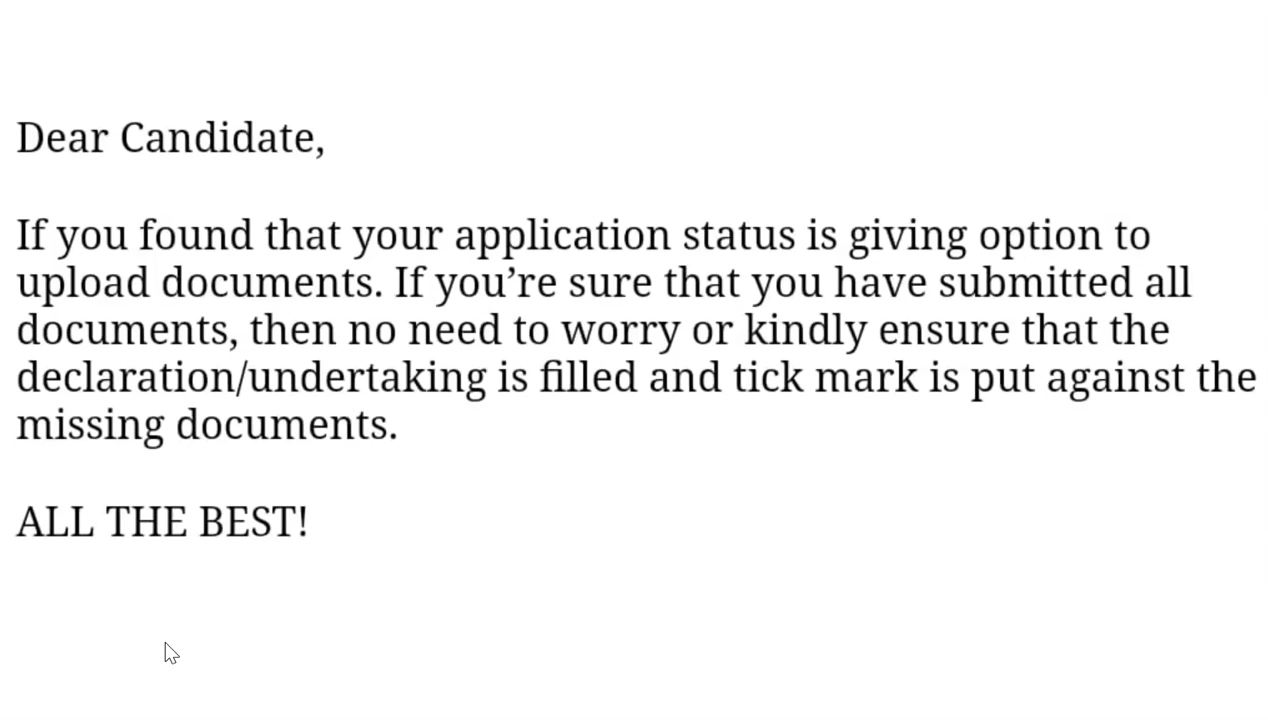 Dear Candidate,
If you found that your application status is giving option to
upload documents. If you’re sure that you have submitted all
documents, then no need to worry or kindly ensure that the
declaration/undertaking is filled and tick mark is put against the
missing documents.
ALL THE BEST!